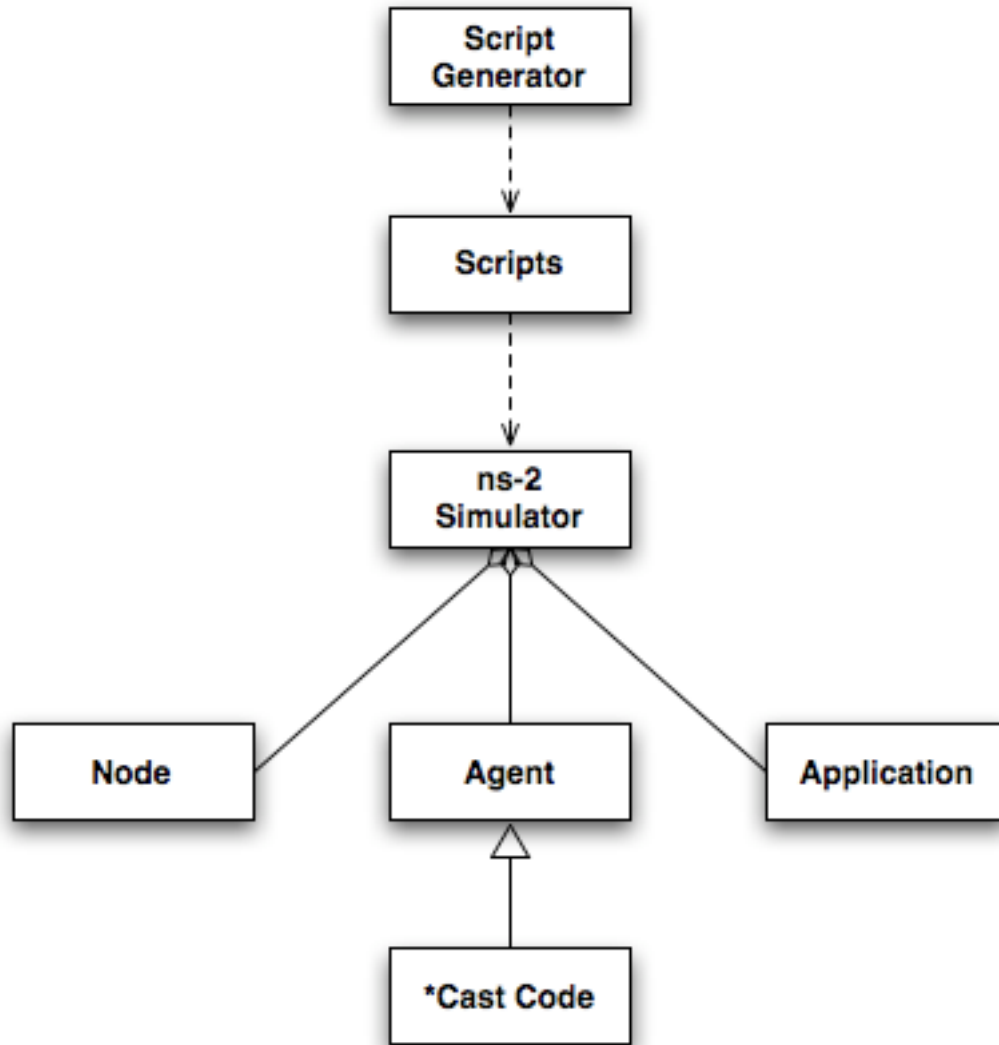 Script
Generator
Scripts
ns-2
Simulator
Node
Agent
Application
*Cast Code